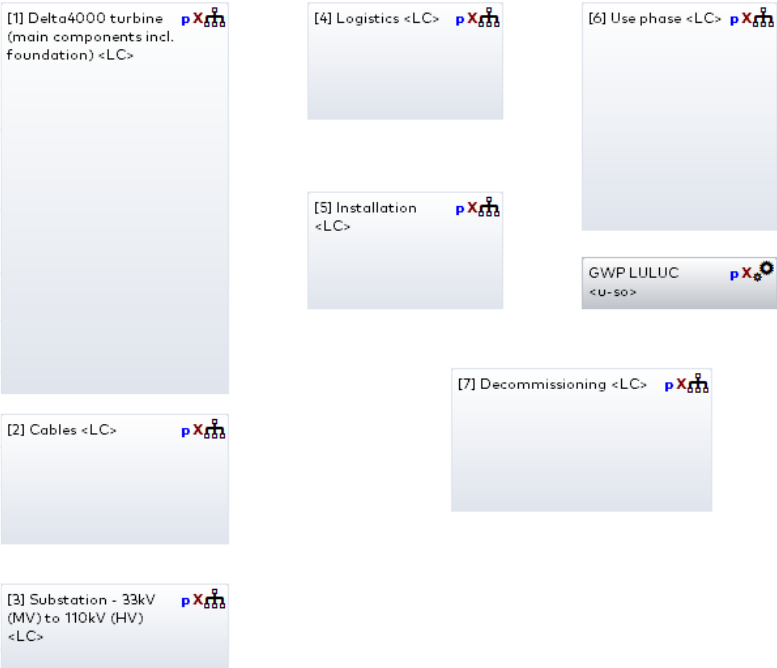 [1] Delta4000 turbine
(main components incl.
foundation) <LC>
p X
[4] Logistics <LC>
p X
[6] Use phase <LC>
p X
[5] Installation
<LC>
p X
GWP LULUC
<u-so>
p X
[7] Decommissioning <LC>
p X
[2] Cables <LC>
p X
[3] Substation - 33kV
(MV) to 110kV (HV)
<LC>
p X